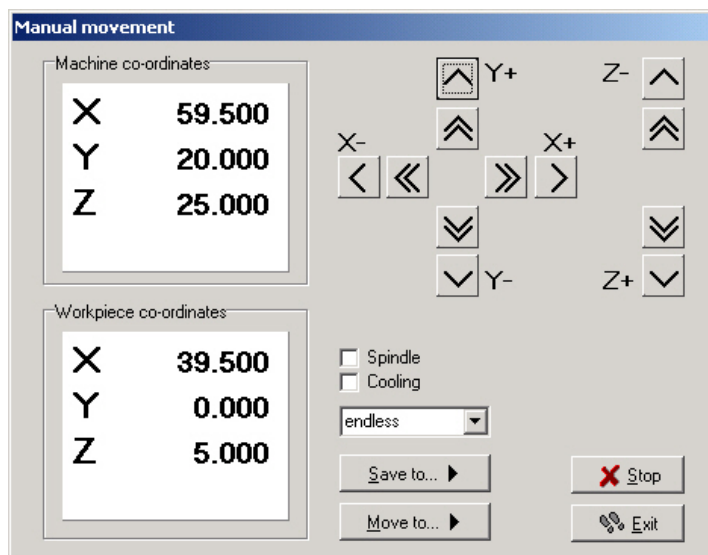 Manual movement
Machine co-ordinates
X 59.500
Y 20.000
Z 25.000
Y+
Z-
X-
X+
Y-
Z+
Workpiece co-ordinates
X 39.500
Y 0.000
Z 5.000
Spindle
Cooling
endless
Save to...
Stop
Move to...
Exit